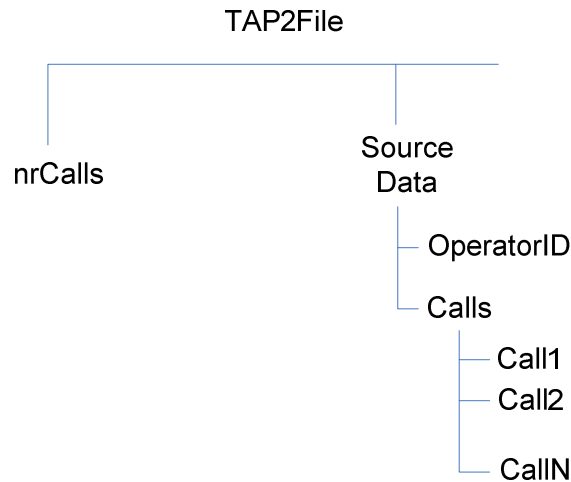 TAP2File
nrCalls
Source
Data
OperatorID
Calls
Call1
Call2
CallN